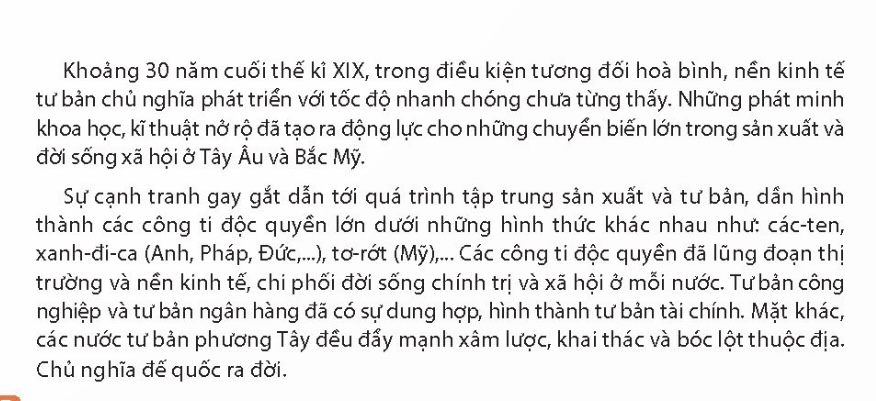 Khoảng 30 năm cuối thế kỉ XIX, trong điều kiện tương đối hoà bình, nền kinh tế
tư bản chủ nghĩa phát triển với tốc độ nhanh chóng chưa từng thấy. Những phát minh
khoa học, kĩ thuật nở rộ đã tạo ra động lực cho những chuyển biến lớn trong sản xuất và
đời sống xã hội ở Tây Âu và Bắc Mỹ.
Sự cạnh tranh gay gắt dẫn tới quá trình tập trung sản xuất và tư bản, dần hình
thành các công ti độc quyền lớn dưới những hình thức khác nhau như: các-ten,
xanh-đi-ca (Anh, Pháp, Đức,...), tơ-rớt (Mỹ),... Các công ti độc quyền đã lũng đoạn thị
trường và nền kinh tế, chi phối đời sống chính trị và xã hội ở mỗi nước. Tư bản công
nghiệp và tư bản ngân hàng đã có sự dung hợp, hình thành tư bản tài chính. Mặt khác,
các nước tư bản phương Tây đều đẩy mạnh xâm lược, khai thác và bóc lột thuộc địa.
Chủ nghĩa đế quốc ra đời.